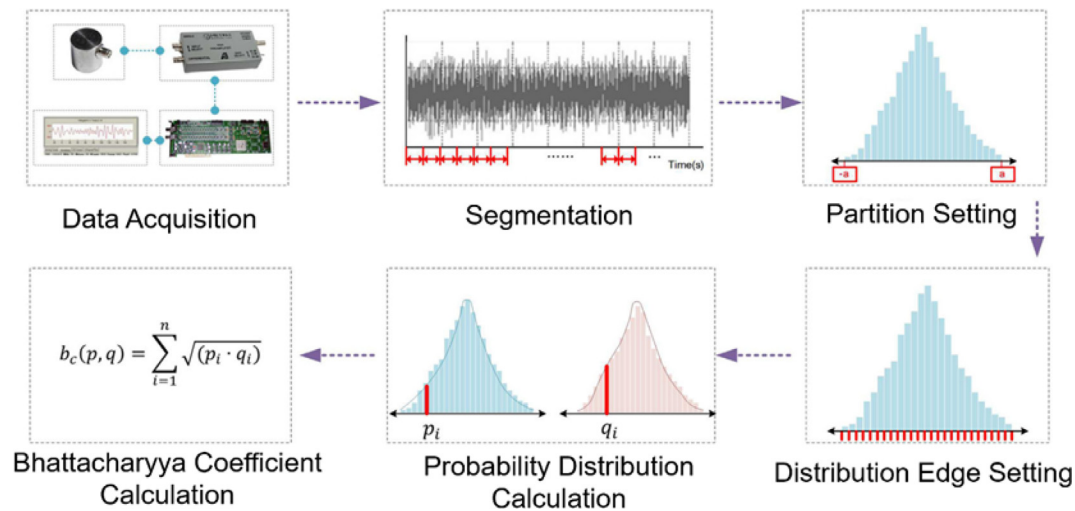 Data Acquisition
......
...
Time(s)
Segmentation
-a
a
Partition Setting
Distribution Edge Setting
p_i
q_i
Probability Distribution
Calculation
b_c(p, q) = \sum_{i=1}^{n} \sqrt{(p_i \cdot q_i)}
Bhattacharyya Coefficient
Calculation